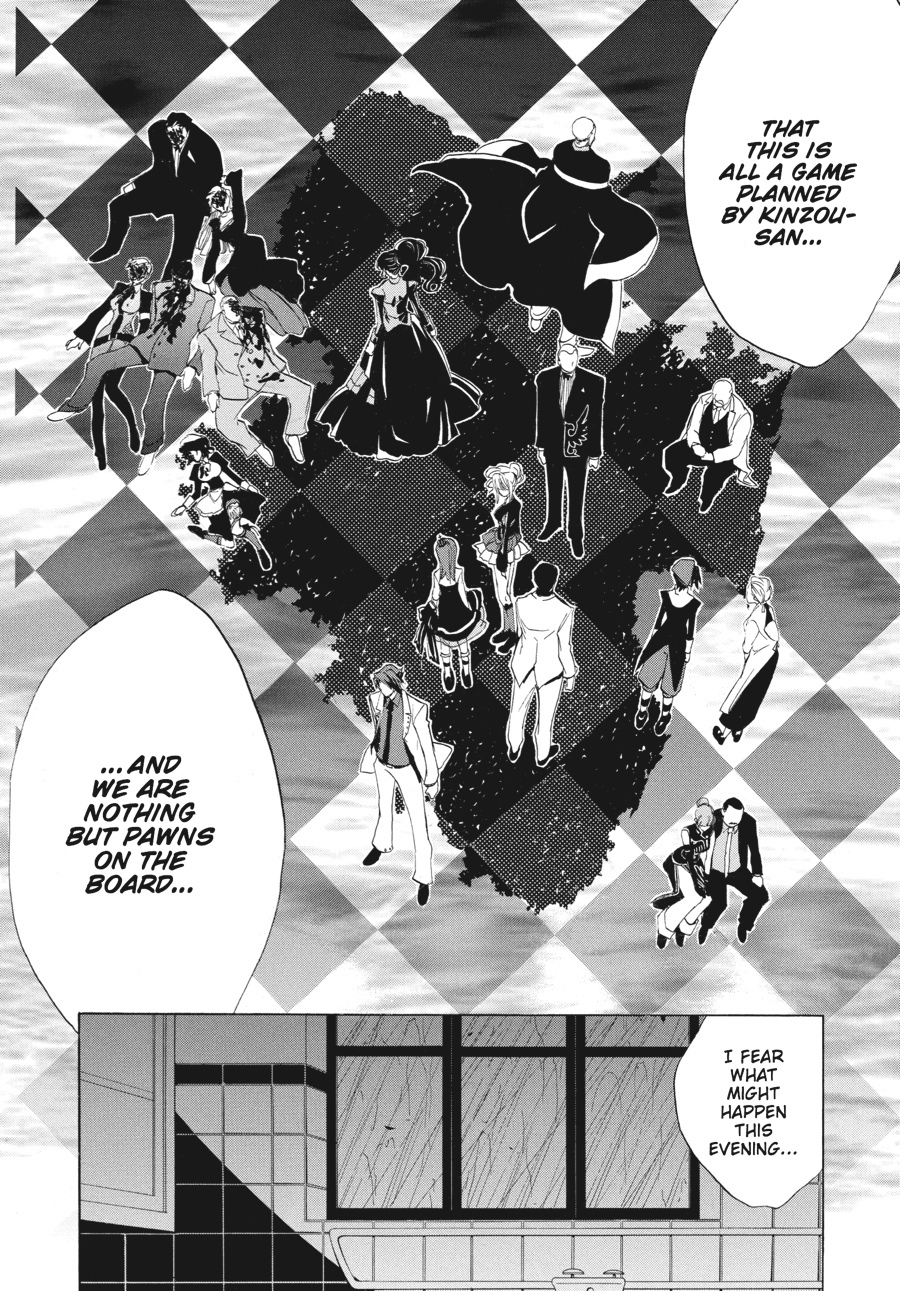 THAT
THIS IS
ALL A GAME
PLANNED
BY KINZOU-
SAN...
...AND
WE ARE
NOTHING
BUT PAWNS
ON THE
BOARD...
I FEAR
WHAT
MIGHT
HAPPEN
THIS
EVENING...